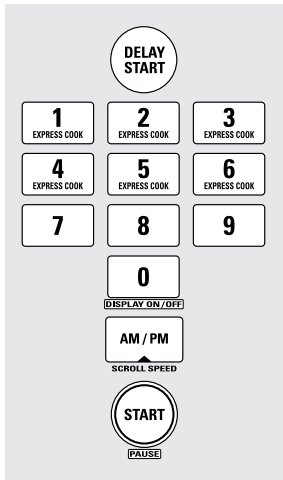 DELAY
START
1 2 3
EXPRESS COOK EXPRESS COOK EXPRESS COOK
4 5 6
EXPRESS COOK EXPRESS COOK EXPRESS COOK
7 8 9
0
DISPLAY ON/OFF
AM / PM
SCROLL SPEED
START
PAUSE